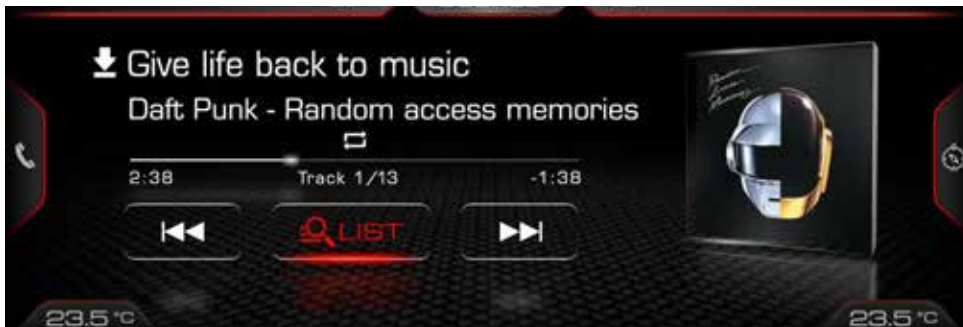 Give life back to music
Daft Punk - Random access memories
2:38 Track 1/13 -1:38
LIST
23.5 °C 23.5 °C